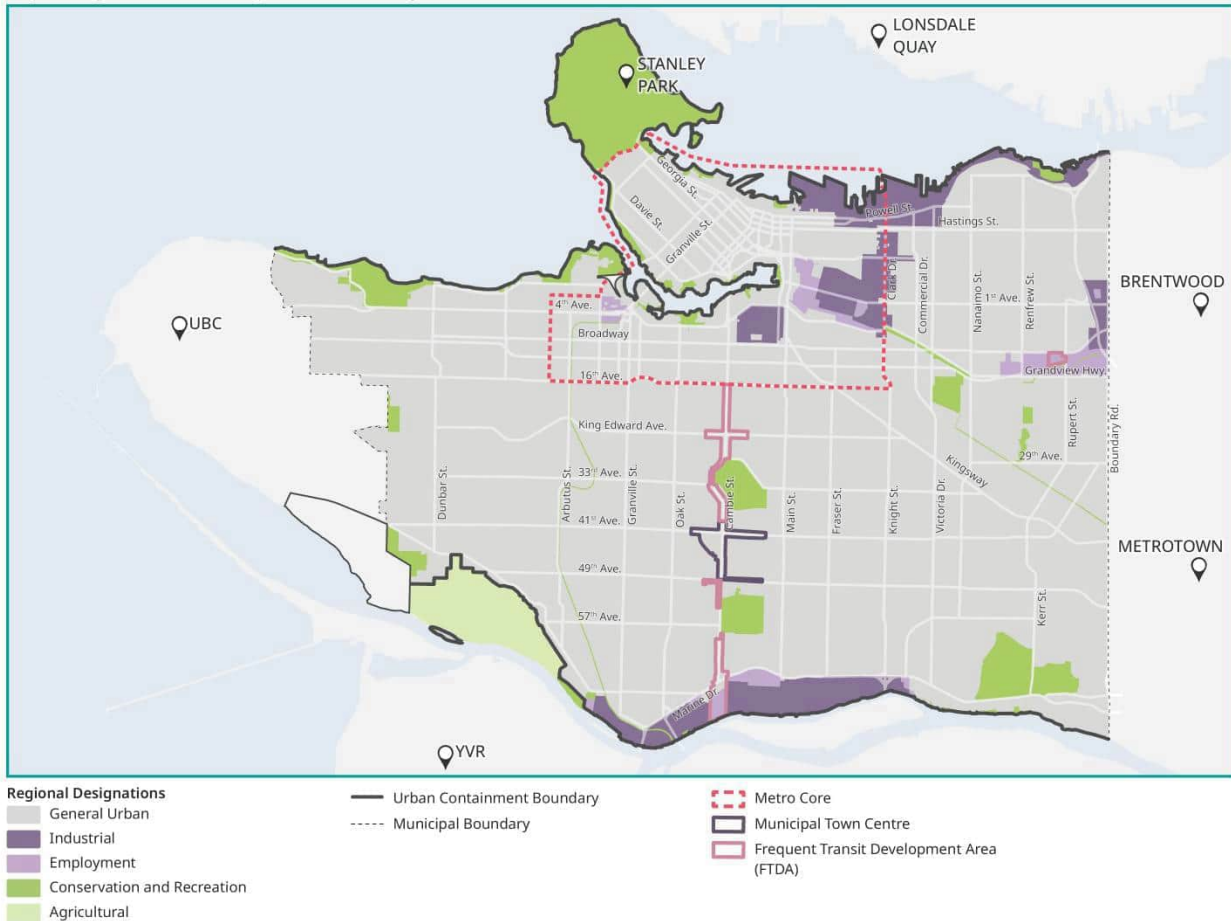 LONSDALE
QUAY
STANLEY
PARK
Georgia St.
Davie St.
Granville St.
Powell St.
Hastings St.
Clark Dr.
Commercial Dr.
Nanaimo St.
Renfrew St.
1st Ave.
BRENTWOOD
UBC
4th Ave.
Broadway
16th Ave.
Grandview Hwy.
Rupert St.
Boundary Rd.
King Edward Ave.
Kingsway
29th Ave.
33rd Ave.
Dunbar St.
Arbutus St.
Granville St.
Oak St.
Cambie St.
Main St.
Fraser St.
Knight St.
Victoria Dr.
41st Ave.
METROTOWN
49th Ave.
57th Ave.
Kerr St.
Marine Dr.
YVR
Regional Designations
General Urban
Industrial
Employment
Conservation and Recreation
Agricultural
Urban Containment Boundary
Municipal Boundary
Metro Core
Municipal Town Centre
Frequent Transit Development Area
(FTDA)